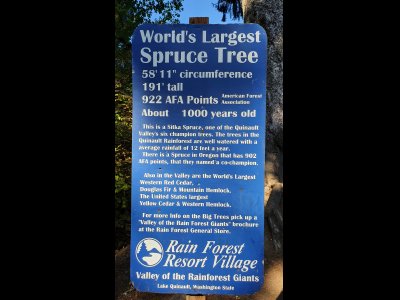 World's Largest
Spruce Tree
58' 11" circumference
191' tall
922 AFA Points American Forest Association
About 1000 years old
This is a Sitka Spruce, one of the Quinault
Valley's six champion trees. The trees in the
Quinault Rainforest are well watered with a
average rainfall of 12 feet a year.
There is a Spruce in Oregon that has 902
AFA points, that they named a co-champion.
Also in the Valley are the World's Largest
Western Red Cedar,
Douglas Fir & Mountain Hemlock,
The United States largest
Yellow Cedar & Western Hemlock.
For more Info on the Big Trees pick up a
"Valley of the Rain Forest Giants" brochure
at the Rain Forest General Store.
Rain Forest
Resort Village
Valley of the Rainforest Giants
Lake Quinault, Washington State